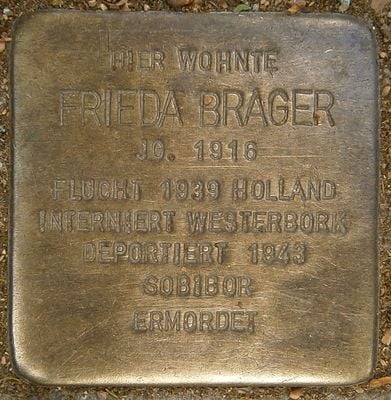 HIER WOHNTE
FRIEDA BRAGER
JG. 1916
FLUCHT 1939 HOLLAND
INTERNIERT WESTERBORK
DEPORTIERT 1943
SOBIBOR
ERMORDET